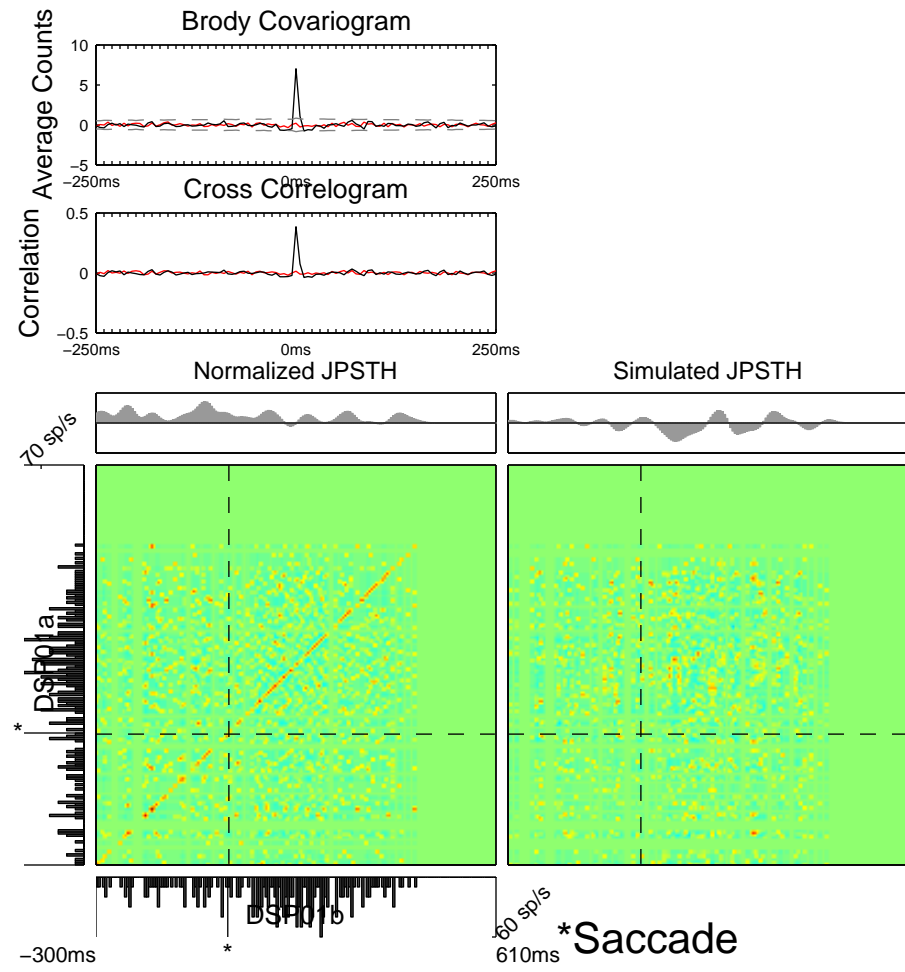 Brody Covariogram
Average Counts
10
5
0
−5
−250ms
0ms
250ms
Cross Correlogram
Correlation
0.5
0
−0.5
−250ms
0ms
250ms
Normalized JPSTH
Simulated JPSTH
70 sp/s
DSP01a
*
DSP01b
60 sp/s
−300ms
*
610ms
*Saccade